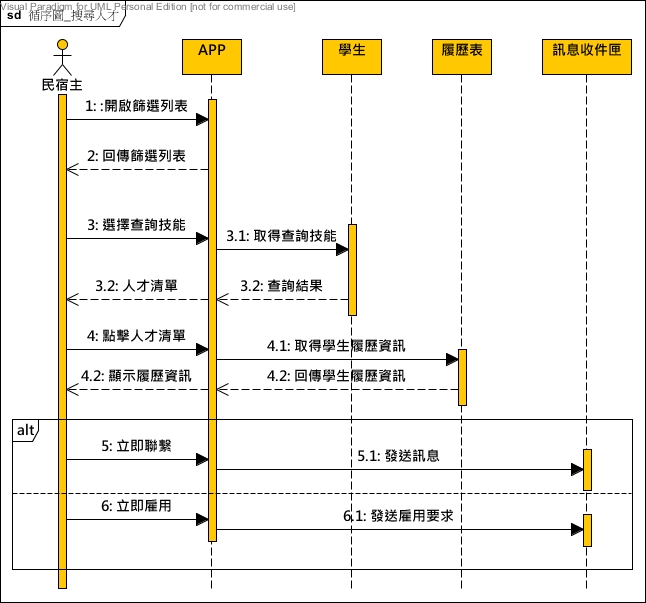 Visual Paradigm for UML Personal Edition [not for commercial use]
sd 循序圖_搜尋人才
民宿主
APP
學生
履歷表
訊息收件匣
1: :開啟篩選列表
2: 回傳篩選列表
3: 選擇查詢技能
3.1: 取得查詢技能
3.2: 人才清單
3.2: 查詢結果
4: 點擊人才清單
4.1: 取得學生履歷資訊
4.2: 顯示履歷資訊
4.2: 回傳學生履歷資訊
alt
5: 立即聯繫
5.1: 發送訊息
6: 立即雇用
6.1: 發送雇用要求